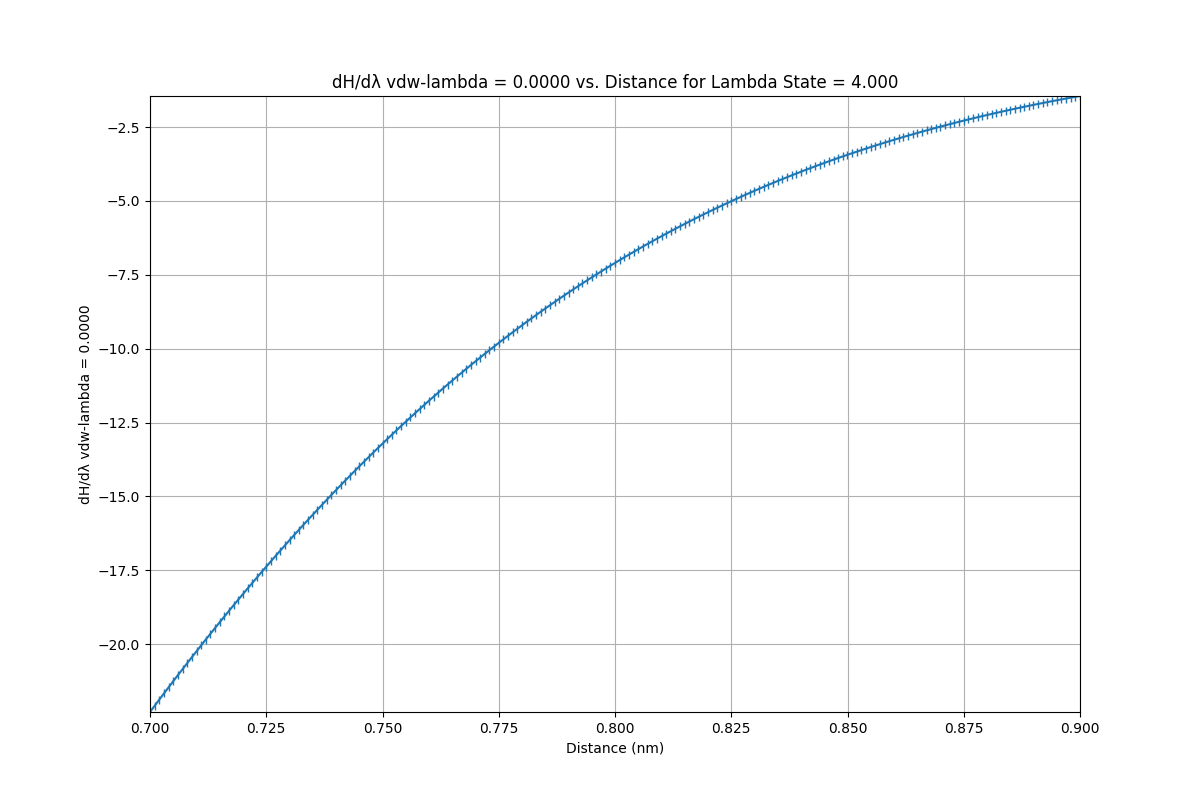 dH/dλ vdw-lambda = 0.0000 vs. Distance for Lambda State = 4.000
−2.5
−5.0
−7.5
−10.0
−12.5
−15.0
−17.5
−20.0
dH/dλ vdw-lambda = 0.0000
0.700 0.725 0.750 0.775 0.800 0.825 0.850 0.875 0.900
Distance (nm)